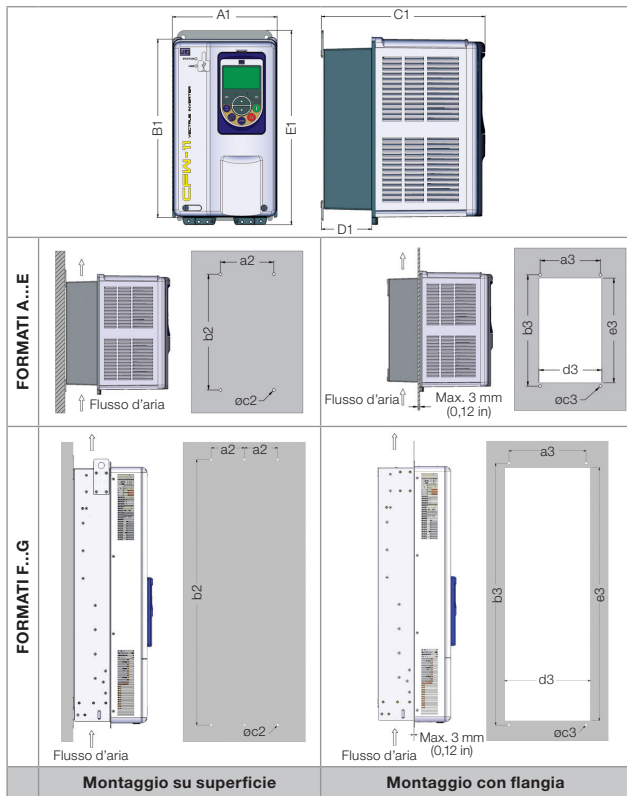 A1
C1
B1
E1
D1
CFW-11
VECTRUE INVERTER
FORMATI A...E
a2
b2
øc2
Flusso d'aria
a3
b3
e3
d3
øc3
Flusso d'aria
Max. 3 mm
(0,12 in)
FORMATI F...G
a2
a2
b2
øc2
Flusso d'aria
a3
b3
e3
d3
øc3
Max. 3 mm
(0,12 in)
Flusso d'aria
Montaggio su superficie
Montaggio con flangia